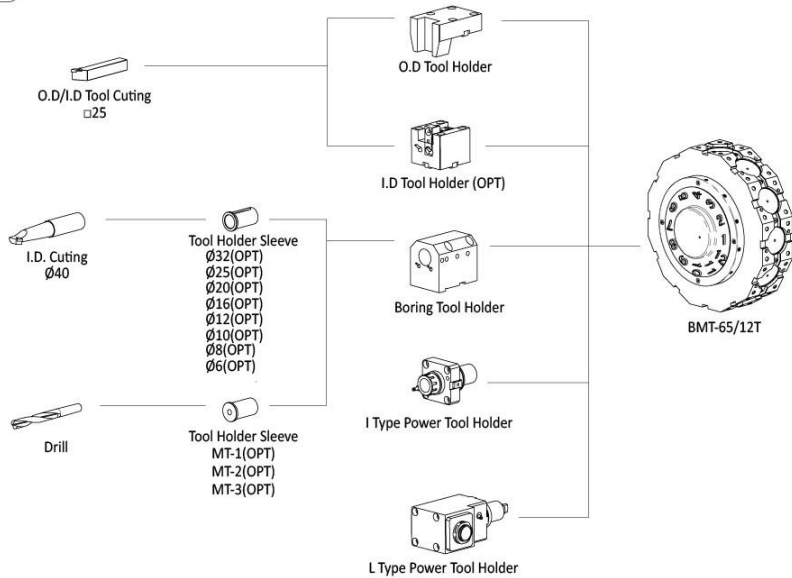 O.D Tool Holder
O.D/I.D Tool Cuting
□25
I.D Tool Holder (OPT)
I.D. Cuting
Ø40
Tool Holder Sleeve
Ø32(OPT)
Ø25(OPT)
Ø20(OPT)
Ø16(OPT)
Ø12(OPT)
Ø10(OPT)
Ø8(OPT)
Ø6(OPT)
Boring Tool Holder
BMT-65/12T
I Type Power Tool Holder
Drill
Tool Holder Sleeve
MT-1(OPT)
MT-2(OPT)
MT-3(OPT)
L Type Power Tool Holder